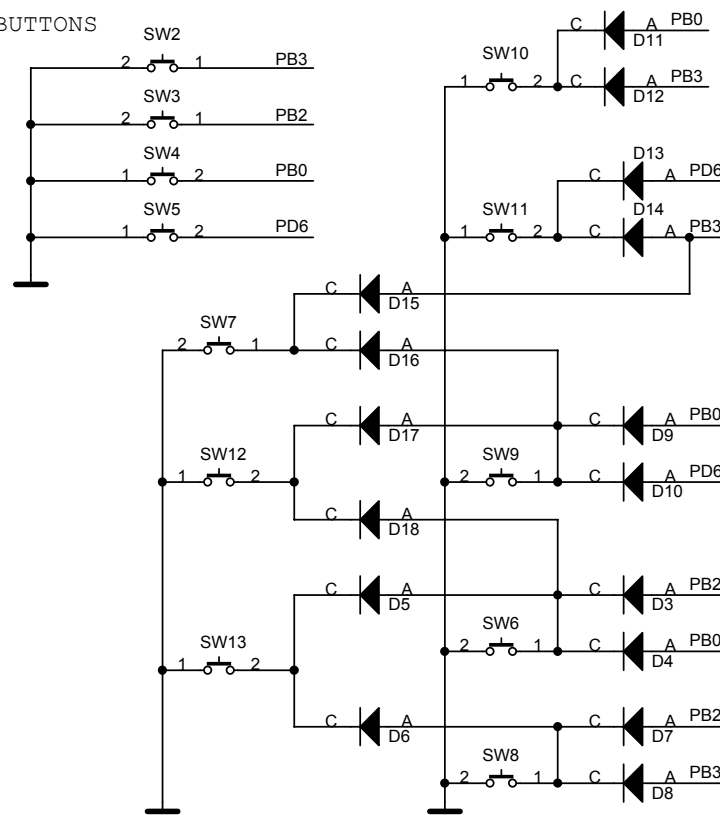 BUTTONS
SW2
2 1 PB3
SW3
2 1 PB2
SW4
1 2 PB0
SW5
1 2 PD6
C A PB0
D11
SW10
1 2
C A PB3
D12
D13
C A PD6
SW11
1 2
D14
C A PB3
C A
D15
SW7
2 1
C A
D16
C A
D17
C A PB0
D9
SW12
1 2
SW9
2 1
C A PD6
D10
C A
D18
C A
D5
C A PB2
D3
SW13
1 2
SW6
2 1
C A PB0
D4
C A
D6
C A PB2
D7
SW8
2 1
C A PB3
D8